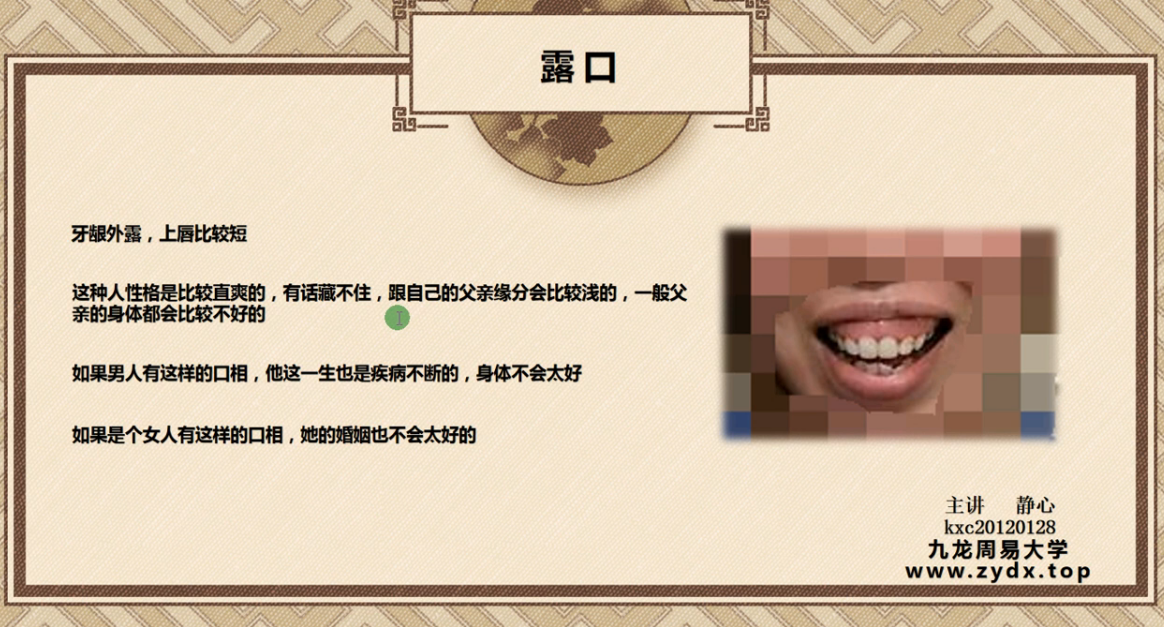 露口
牙龈外露，上唇比较短
这种人性格是比较直爽的，有话藏不住，跟自己的父亲缘分会比较浅的，一般父
亲的身体都会比较不好的
如果男人有这样的口相，他这一生也是疾病不断的，身体不会太好
如果是个女人有这样的口相，她的婚姻也不会太好的
主讲 静心
kxc20120128
九龙周易大学
www.zydx.top